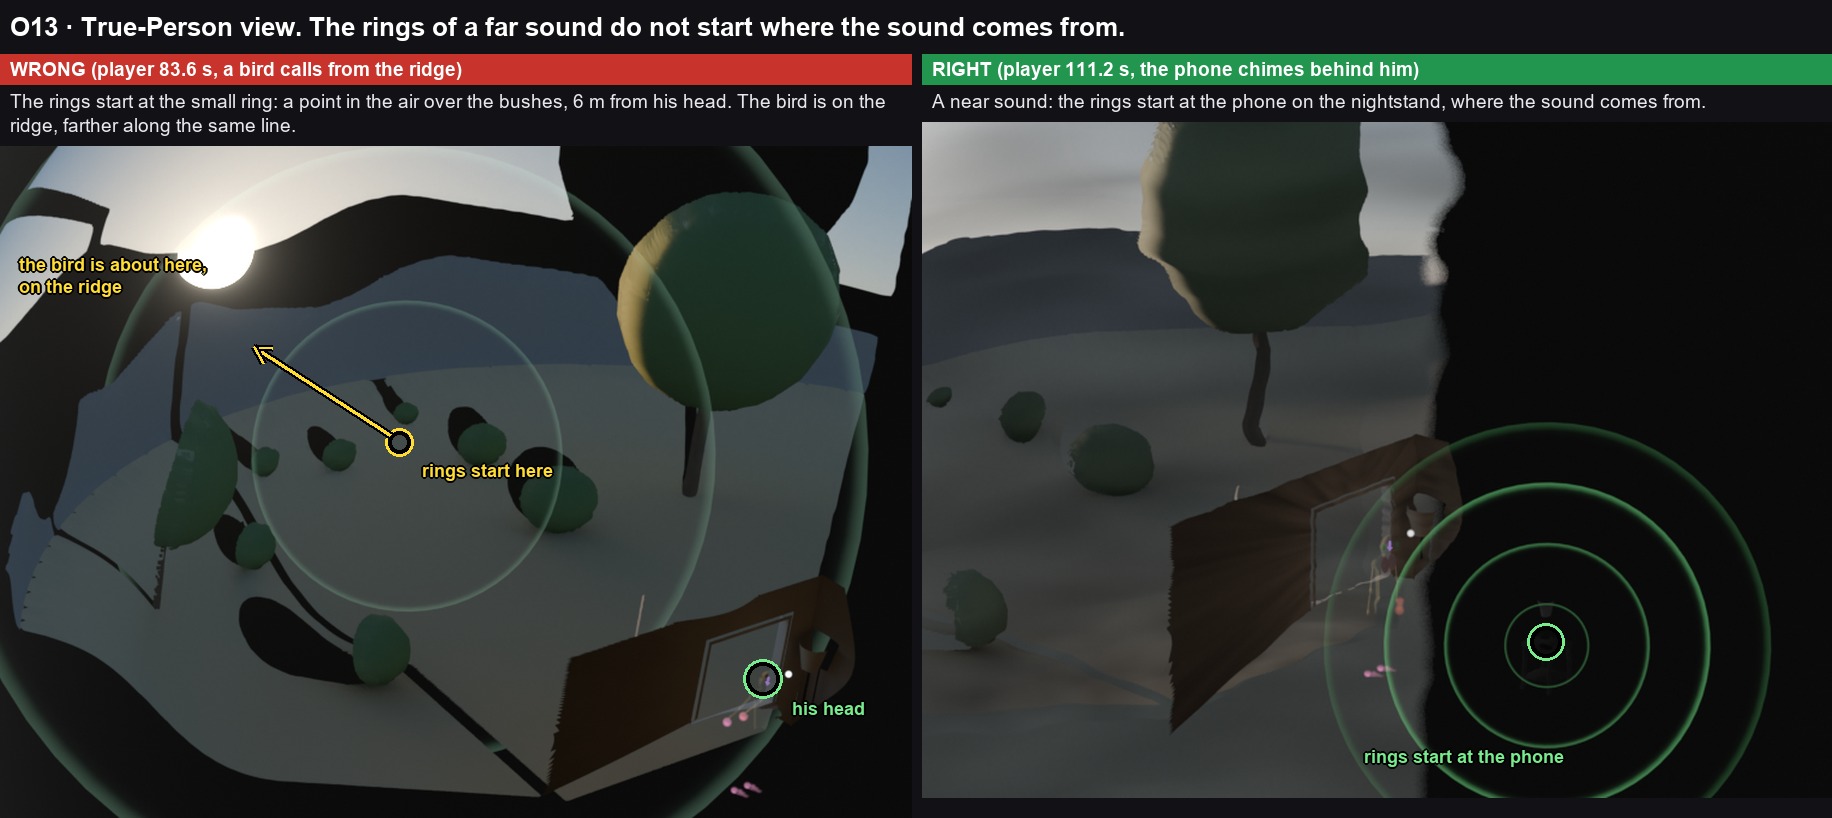 O13 · True-Person view. The rings of a far sound do not start where the sound comes from.
WRONG (player 83.6 s, a bird calls from the ridge)
The rings start at the small ring: a point in the air over the bushes, 6 m from his head. The bird is on the
ridge, farther along the same line.
the bird is about here,
on the ridge
rings start here
his head
RIGHT (player 111.2 s, the phone chimes behind him)
A near sound: the rings start at the phone on the nightstand, where the sound comes from.
rings start at the phone